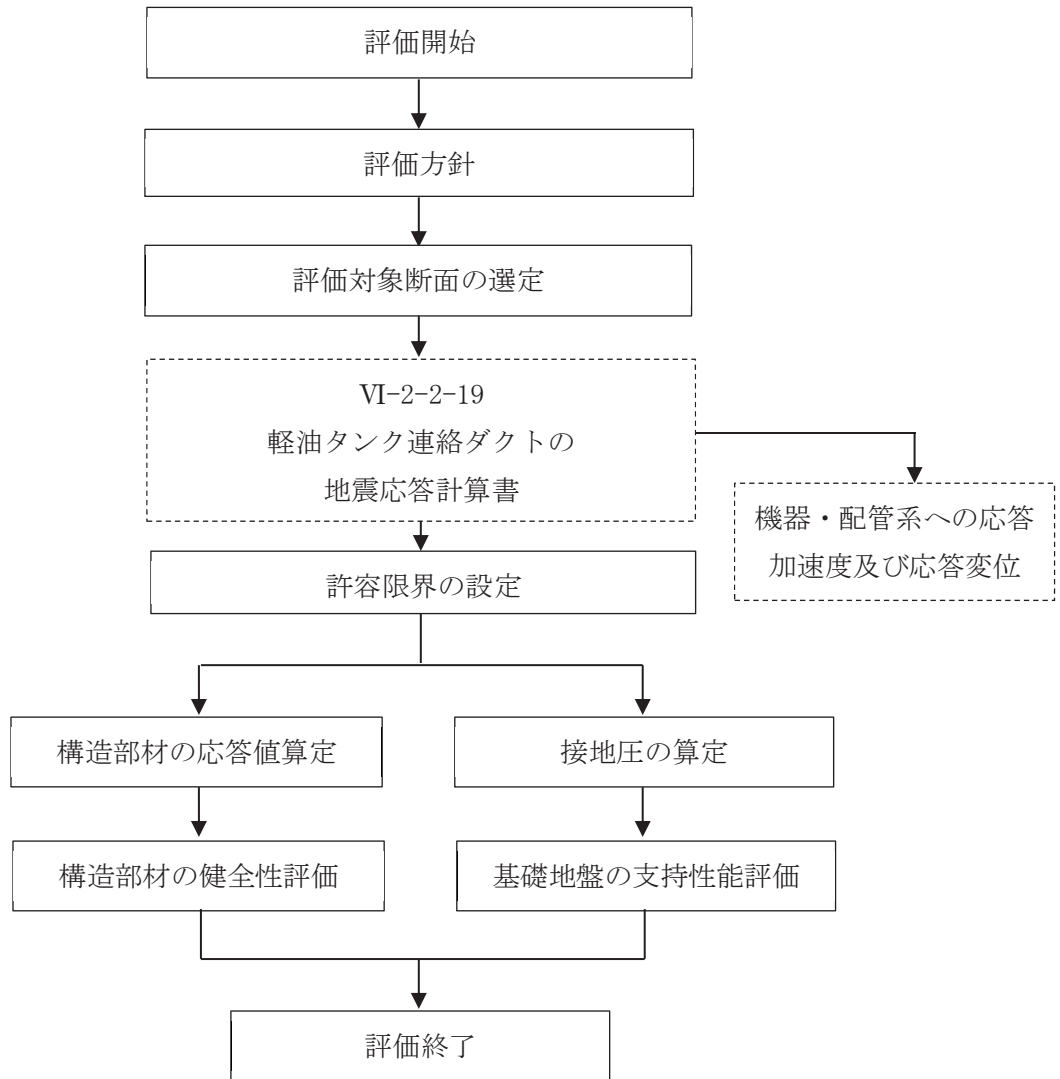 評価開始
評価方針
評価対象断面の選定
Ⅵ-2-2-19
軽油タンク連絡ダクトの
地震応答計算書
機器・配管系への応答
加速度及び応答変位
許容限界の設定
構造部材の応答値算定
接地圧の算定
構造部材の健全性評価
基礎地盤の支持性能評価
評価終了